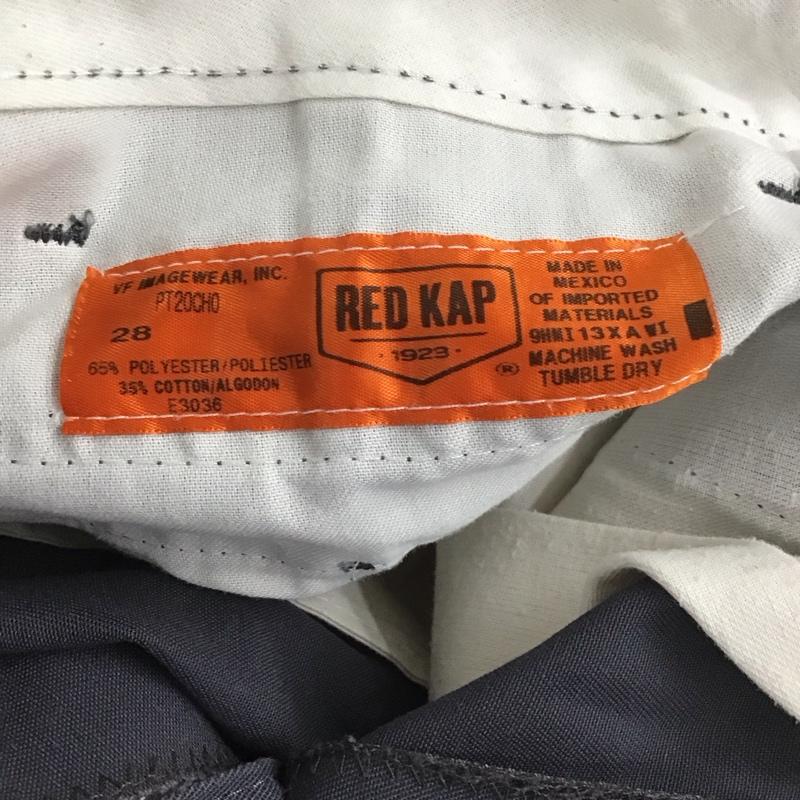 VF IMAGEWEAR, INC.
PT20CH0
28
65% POLYESTER/POLIESTER
35% COTTON/ALGODON
E3036
RED KAP
· 1923 ·
®
MADE IN
MEXICO
OF IMPORTED
MATERIALS
9HMI13XAWI
MACHINE WASH
TUMBLE DRY